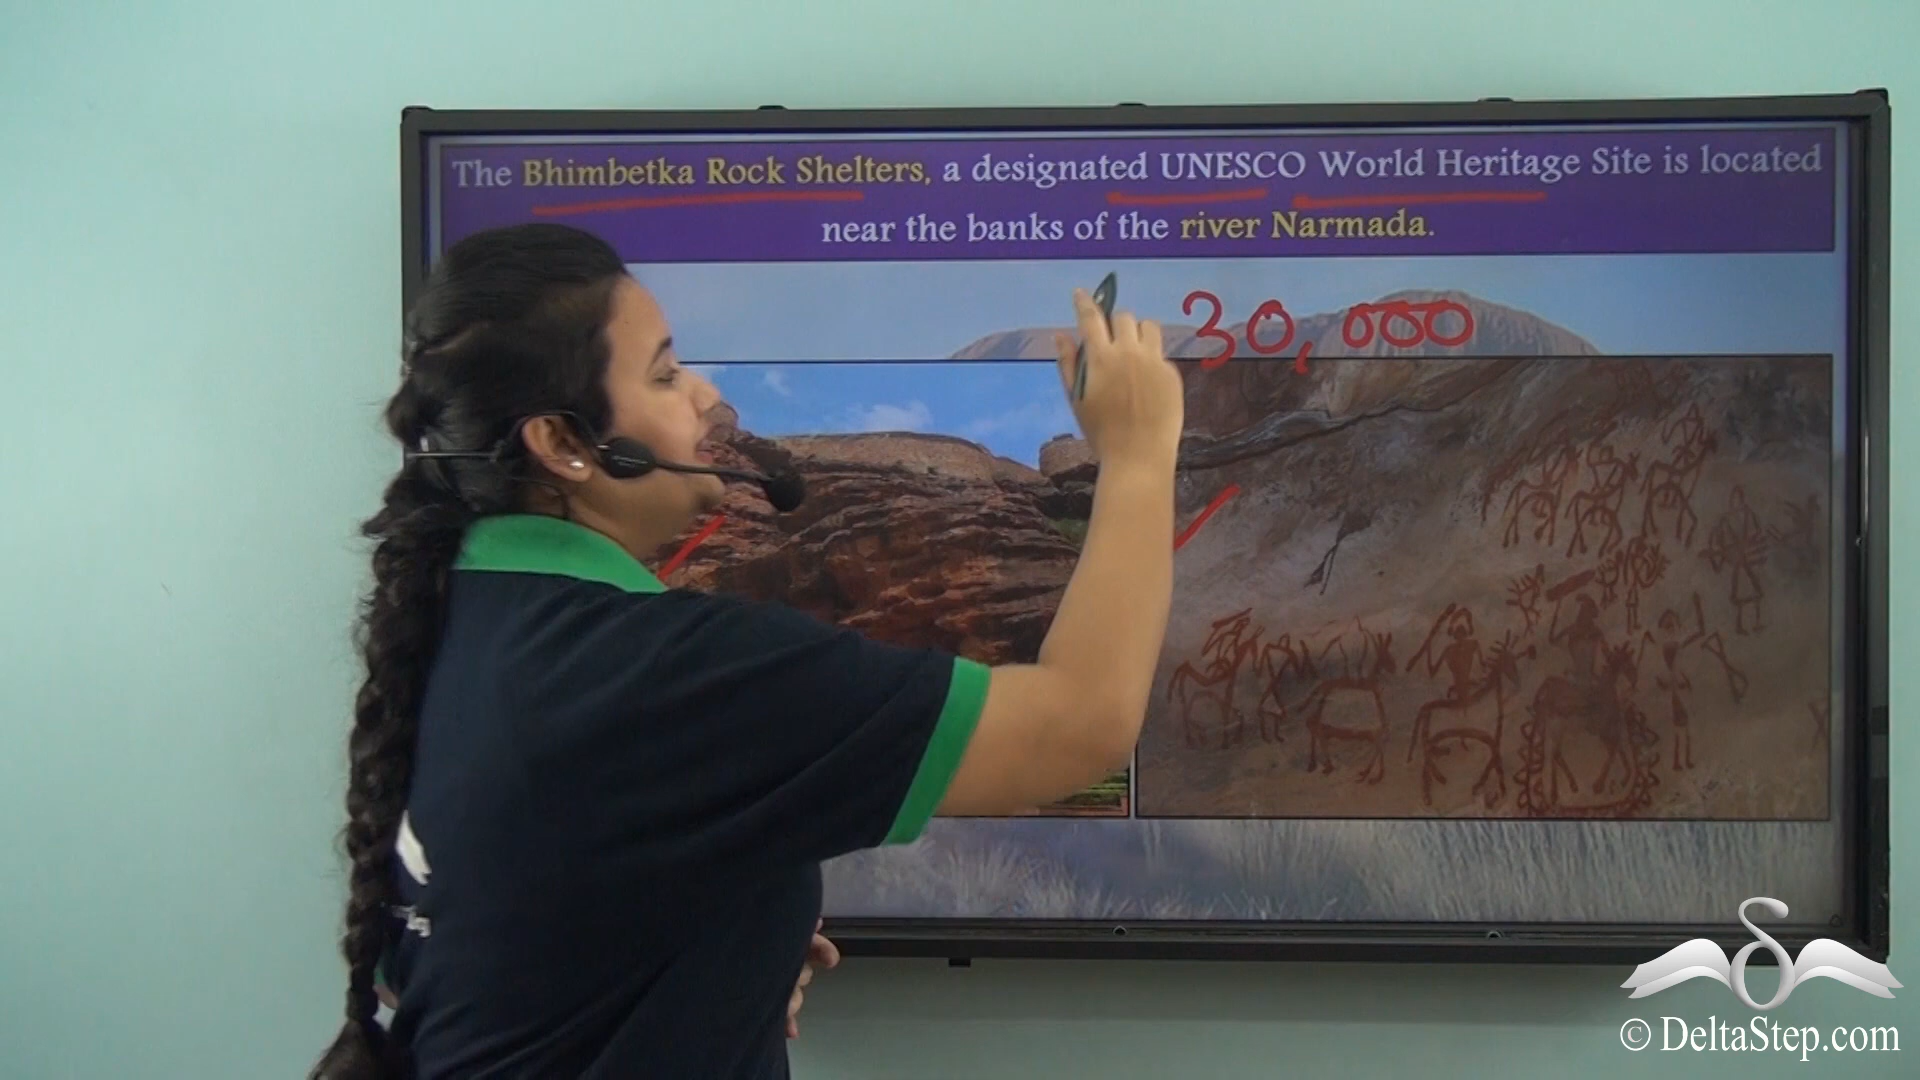 The Bhimbetka Rock Shelters, a designated UNESCO World Heritage Site is located
near the banks of the river Narmada.
30,000
© DeltaStep.com